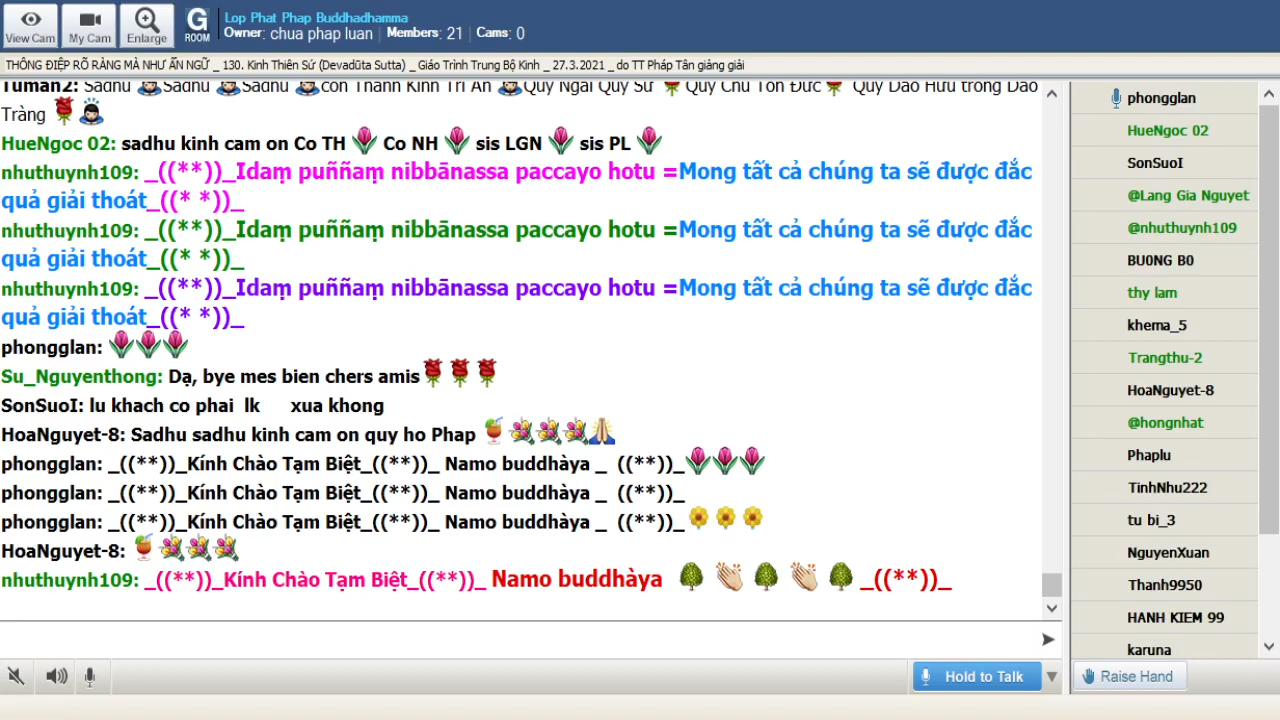 View Cam
My Cam
Enlarge
G
ROOM
Lop Phat Phap Buddhadhamma
Owner: chua phap luan | Members: 21 | Cams: 0
THÔNG ĐIỆP RÕ RÀNG MÀ NHƯ ẨN NGỮ _ 130. Kinh Thiên Sứ (Devadūta Sutta) _ Giáo Trình Trung Bộ Kinh _ 27.3.2021 _ do TT Pháp Tân giảng giải
Tuman2: Sadhu Sadhu Sadhu con Thành Kính Tri Ân Quý Ngài Quý Sư Quý Chư Tôn Đức Quý Đạo Hữu trong Đạo
Tràng
HueNgoc 02: sadhu kinh cam on Co TH Co NH sis LGN sis PL
nhuthuynh109: _((**))_Idaṃ puññaṃ nibbānassa paccayo hotu =Mong tất cả chúng ta sẽ được đắc
quả giải thoát_((* *))_
nhuthuynh109: _((**))_Idaṃ puññaṃ nibbānassa paccayo hotu =Mong tất cả chúng ta sẽ được đắc
quả giải thoát_((* *))_
nhuthuynh109: _((**))_Idaṃ puññaṃ nibbānassa paccayo hotu =Mong tất cả chúng ta sẽ được đắc
quả giải thoát_((* *))_
phongglan:
Su_Nguyenthong: Dạ, bye mes bien chers amis
SonSuoI: lu khach co phai lk xua khong
HoaNguyet-8: Sadhu sadhu kinh cam on quy ho Phap
phongglan: _((**))_Kính Chào Tạm Biệt_((**))_ Namo buddhàya _ ((**))_
phongglan: _((**))_Kính Chào Tạm Biệt_((**))_ Namo buddhàya _ ((**))_
phongglan: _((**))_Kính Chào Tạm Biệt_((**))_ Namo buddhàya _ ((**))_
HoaNguyet-8:
nhuthuynh109: _((**))_Kính Chào Tạm Biệt_((**))_ Namo buddhàya _((**))_
Hold to Talk
phongglan
HueNgoc 02
SonSuoI
@Lang Gia Nguyet
@nhuthuynh109
BU0NG B0
thy lam
khema_5
Trangthu-2
HoaNguyet-8
@hongnhat
Phaplu
TinhNhu222
tu bi_3
NguyenXuan
Thanh9950
HANH KIEM 99
karuna
Raise Hand